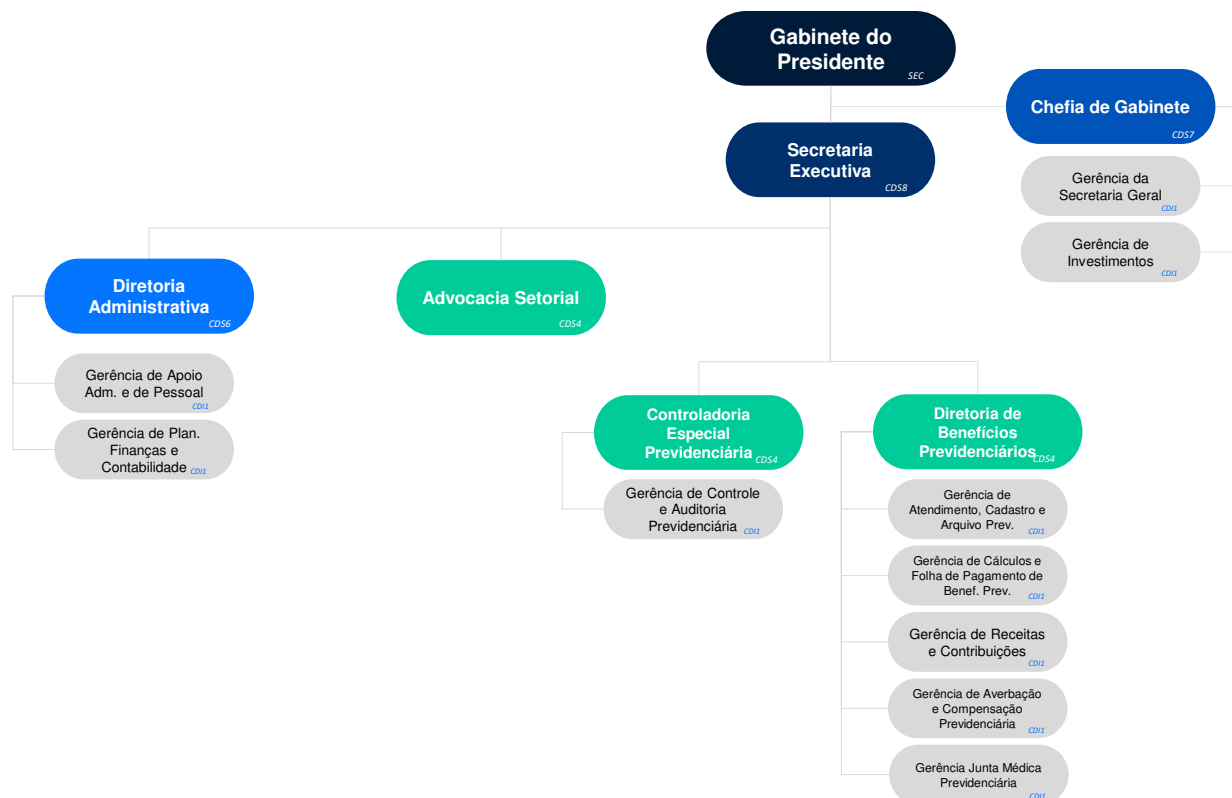 Gabinete do
Presidente
SEC
Chefia de Gabinete
CDS7
Secretaria
Executiva
CDS8
Gerência da
Secretaria Geral
CDI1
Gerência de
Investimentos
CDI1
Diretoria
Administrativa
CDS6
Advocacia Setorial
CDS4
Gerência de Apoio
Adm. e de Pessoal
CDI1
Gerência de Plan.
Finanças e
Contabilidade CDI1
Controladoria
Especial
Previdenciária CDS4
Gerência de Controle
e Auditoria
Previdenciária CDI1
Diretoria de
Benefícios
Previdenciários CDS4
Gerência de
Atendimento, Cadastro e
Arquivo Prev. CDI1
Gerência de Cálculos e
Folha de Pagamento de
Benef. Prev. CDI1
Gerência de Receitas
e Contribuições
CDI1
Gerência de Averbação
e Compensação
Previdenciária CDI1
Gerência Junta Médica
Previdenciária
CDI1